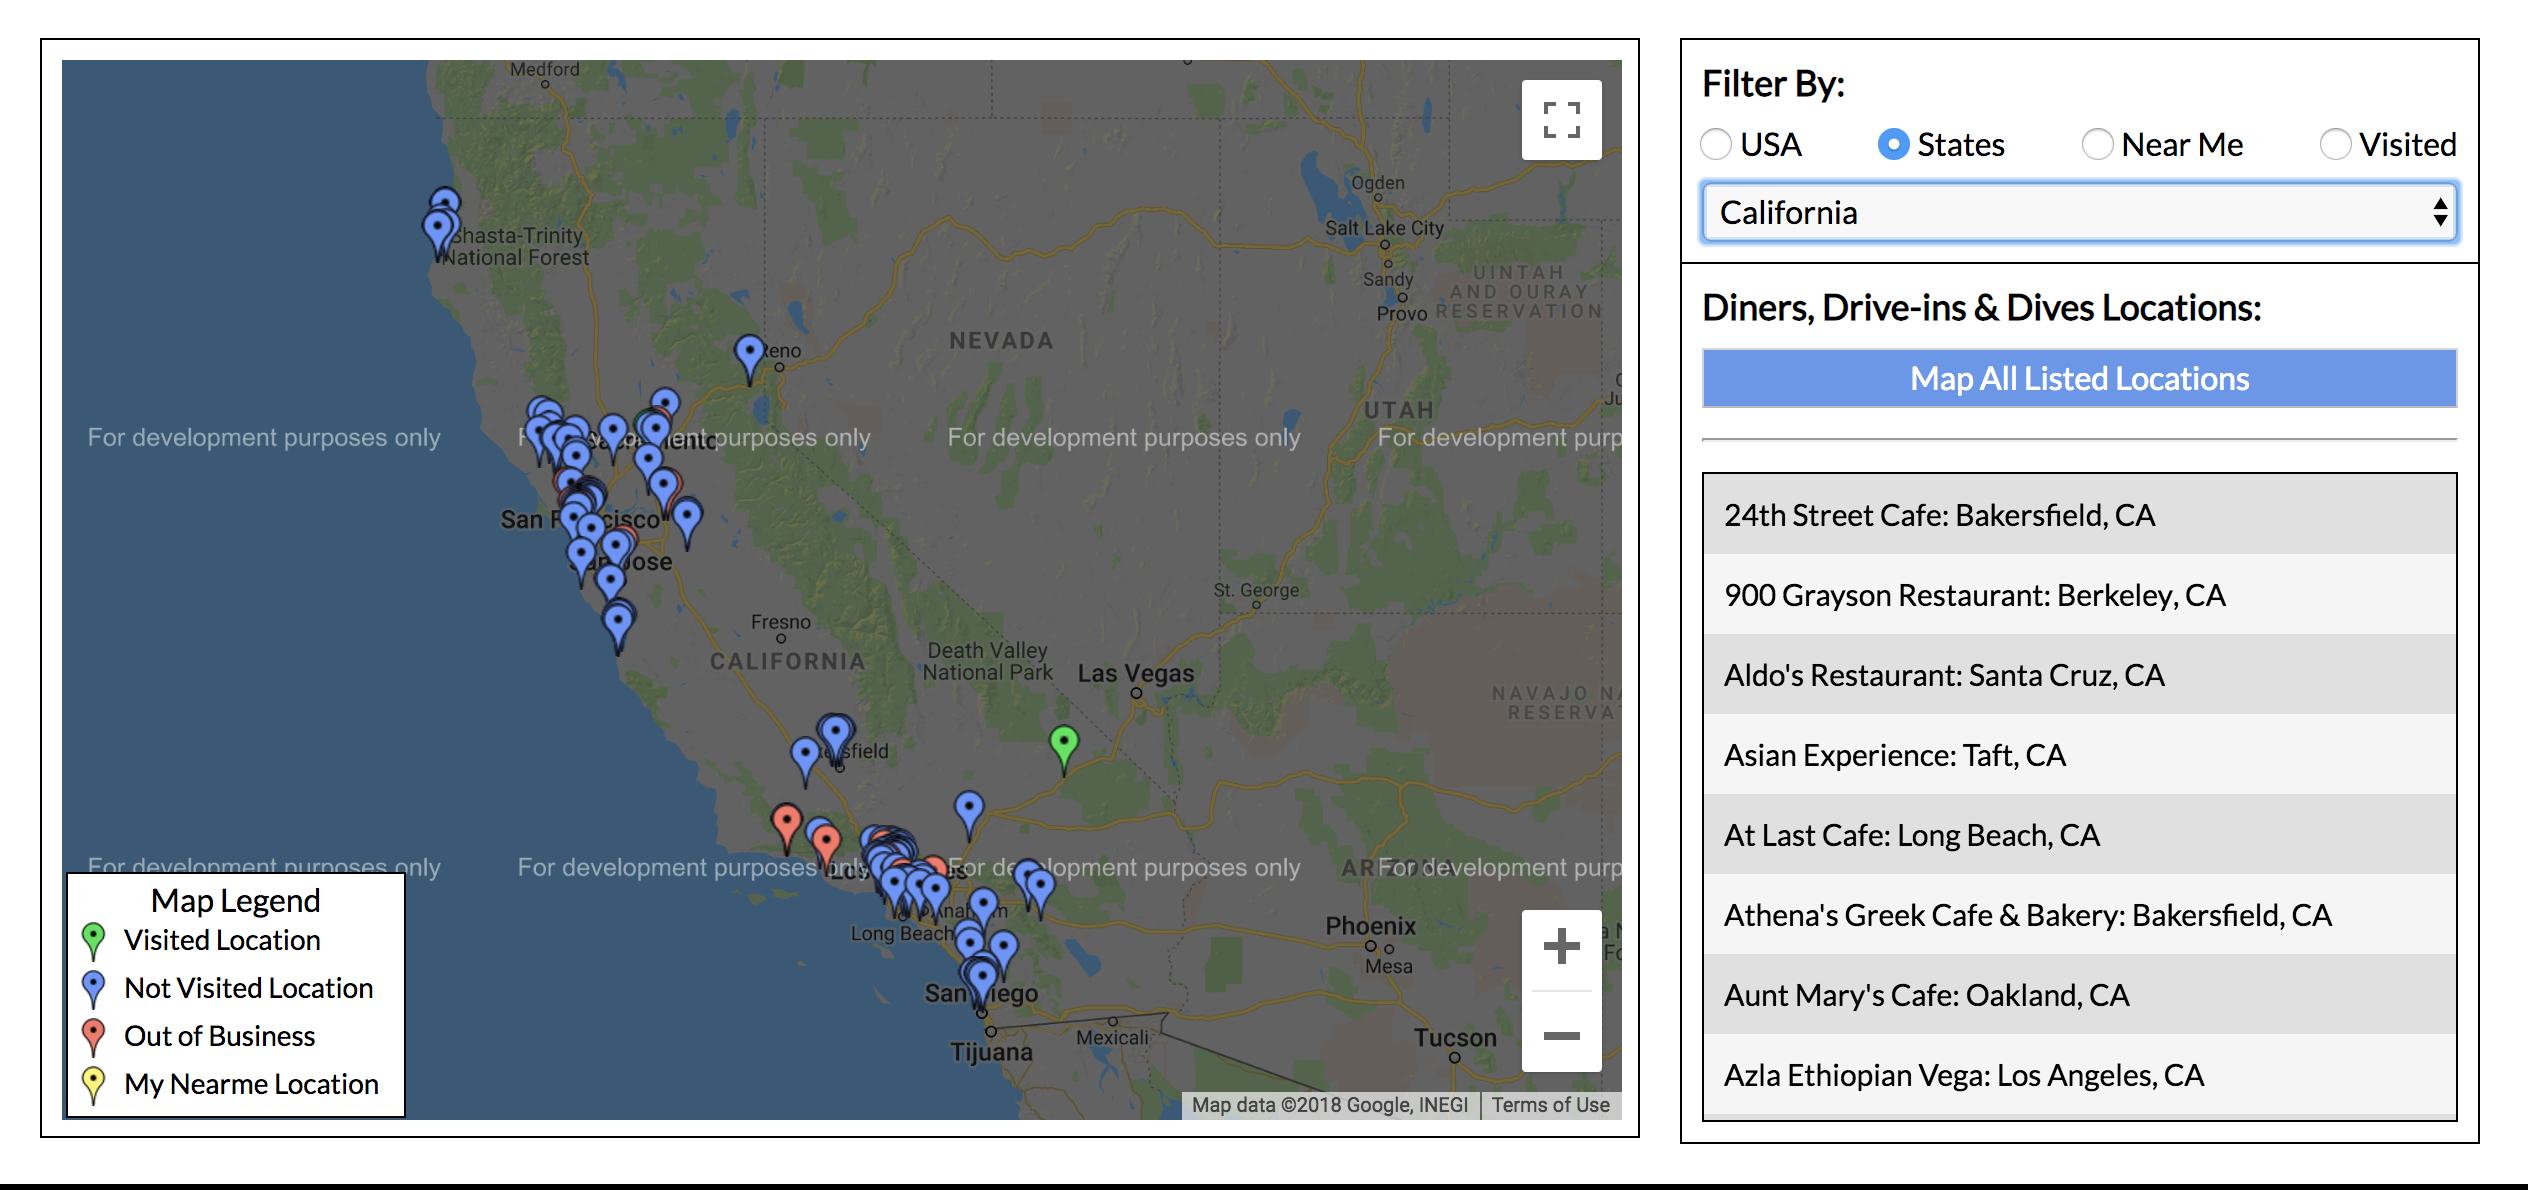 Medford
Shasta-Trinity
National Forest
Reno
NEVADA
Ogden
Salt Lake City
Sandy
Provo
UINTAH
AND OURAY
RESERVATION
UTAH
For development purposes only
purposes only
For development purposes only
For development purp
San Francisco
San Jose
Fresno
CALIFORNIA
Death Valley
National Park
Las Vegas
St. George
NAVAJO NA
RESERVA
For development purposes only
For development purposes only
For development purposes only
For development purp
ARIZONA
Anaheim
Long Beach
San Diego
Tijuana
Mexicali
Phoenix
Mesa
Tucson
Map Legend
Visited Location
Not Visited Location
Out of Business
My Nearme Location
Map data ©2018 Google, INEGI
Terms of Use
Filter By:
USA States Near Me Visited
California
Diners, Drive-ins & Dives Locations:
Map All Listed Locations
24th Street Cafe: Bakersfield, CA
900 Grayson Restaurant: Berkeley, CA
Aldo's Restaurant: Santa Cruz, CA
Asian Experience: Taft, CA
At Last Cafe: Long Beach, CA
Athena's Greek Cafe & Bakery: Bakersfield, CA
Aunt Mary's Cafe: Oakland, CA
Azla Ethiopian Vega: Los Angeles, CA